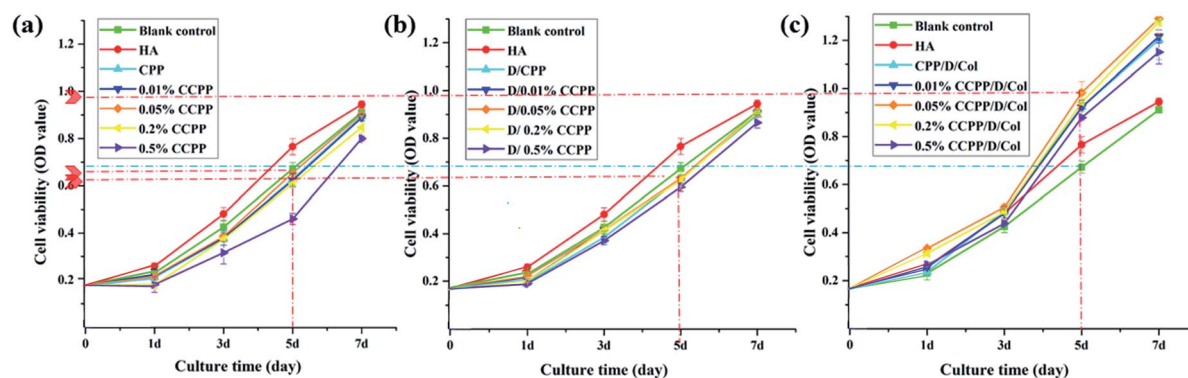 (a)
Cell viability (OD value)
1.2
1.0
0.8
0.6
0.4
0.2
Blank control
HA
CPP
0.01% CCPP
0.05% CCPP
0.2% CCPP
0.5% CCPP
0
1d
3d
5d
7d
Culture time (day)
(b)
Cell viability (OD value)
1.2
1.0
0.8
0.6
0.4
0.2
Blank control
HA
D/CPP
D/0.01% CCPP
D/0.05% CCPP
D/ 0.2% CCPP
D/ 0.5% CCPP
0
1d
3d
5d
7d
Culture time (day)
(c)
Cell viability (OD value)
1.2
1.0
0.8
0.6
0.4
0.2
Blank control
HA
CPP/D/Col
0.01% CCPP/D/Col
0.05% CCPP/D/Col
0.2% CCPP/D/Col
0.5% CCPP/D/Col
0
1d
3d
5d
7d
Culture time (day)